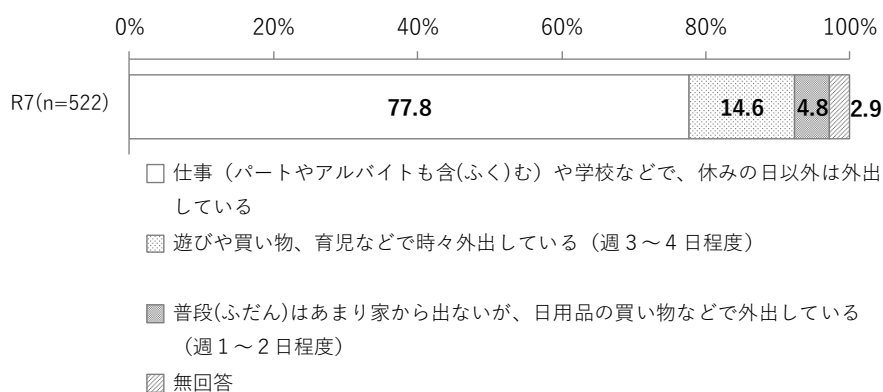 0% 20% 40% 60% 80% 100%
R7(n=522) 77.8 14.6 4.8 2.9
仕事（パートやアルバイトも含(ふく)む）や学校などで、休みの日以外は外出
している
遊びや買い物、育児などで時々外出している（週３～４日程度）
普段(ふだん)はあまり家から出ないが、日用品の買い物などで外出している
（週１～２日程度）
無回答